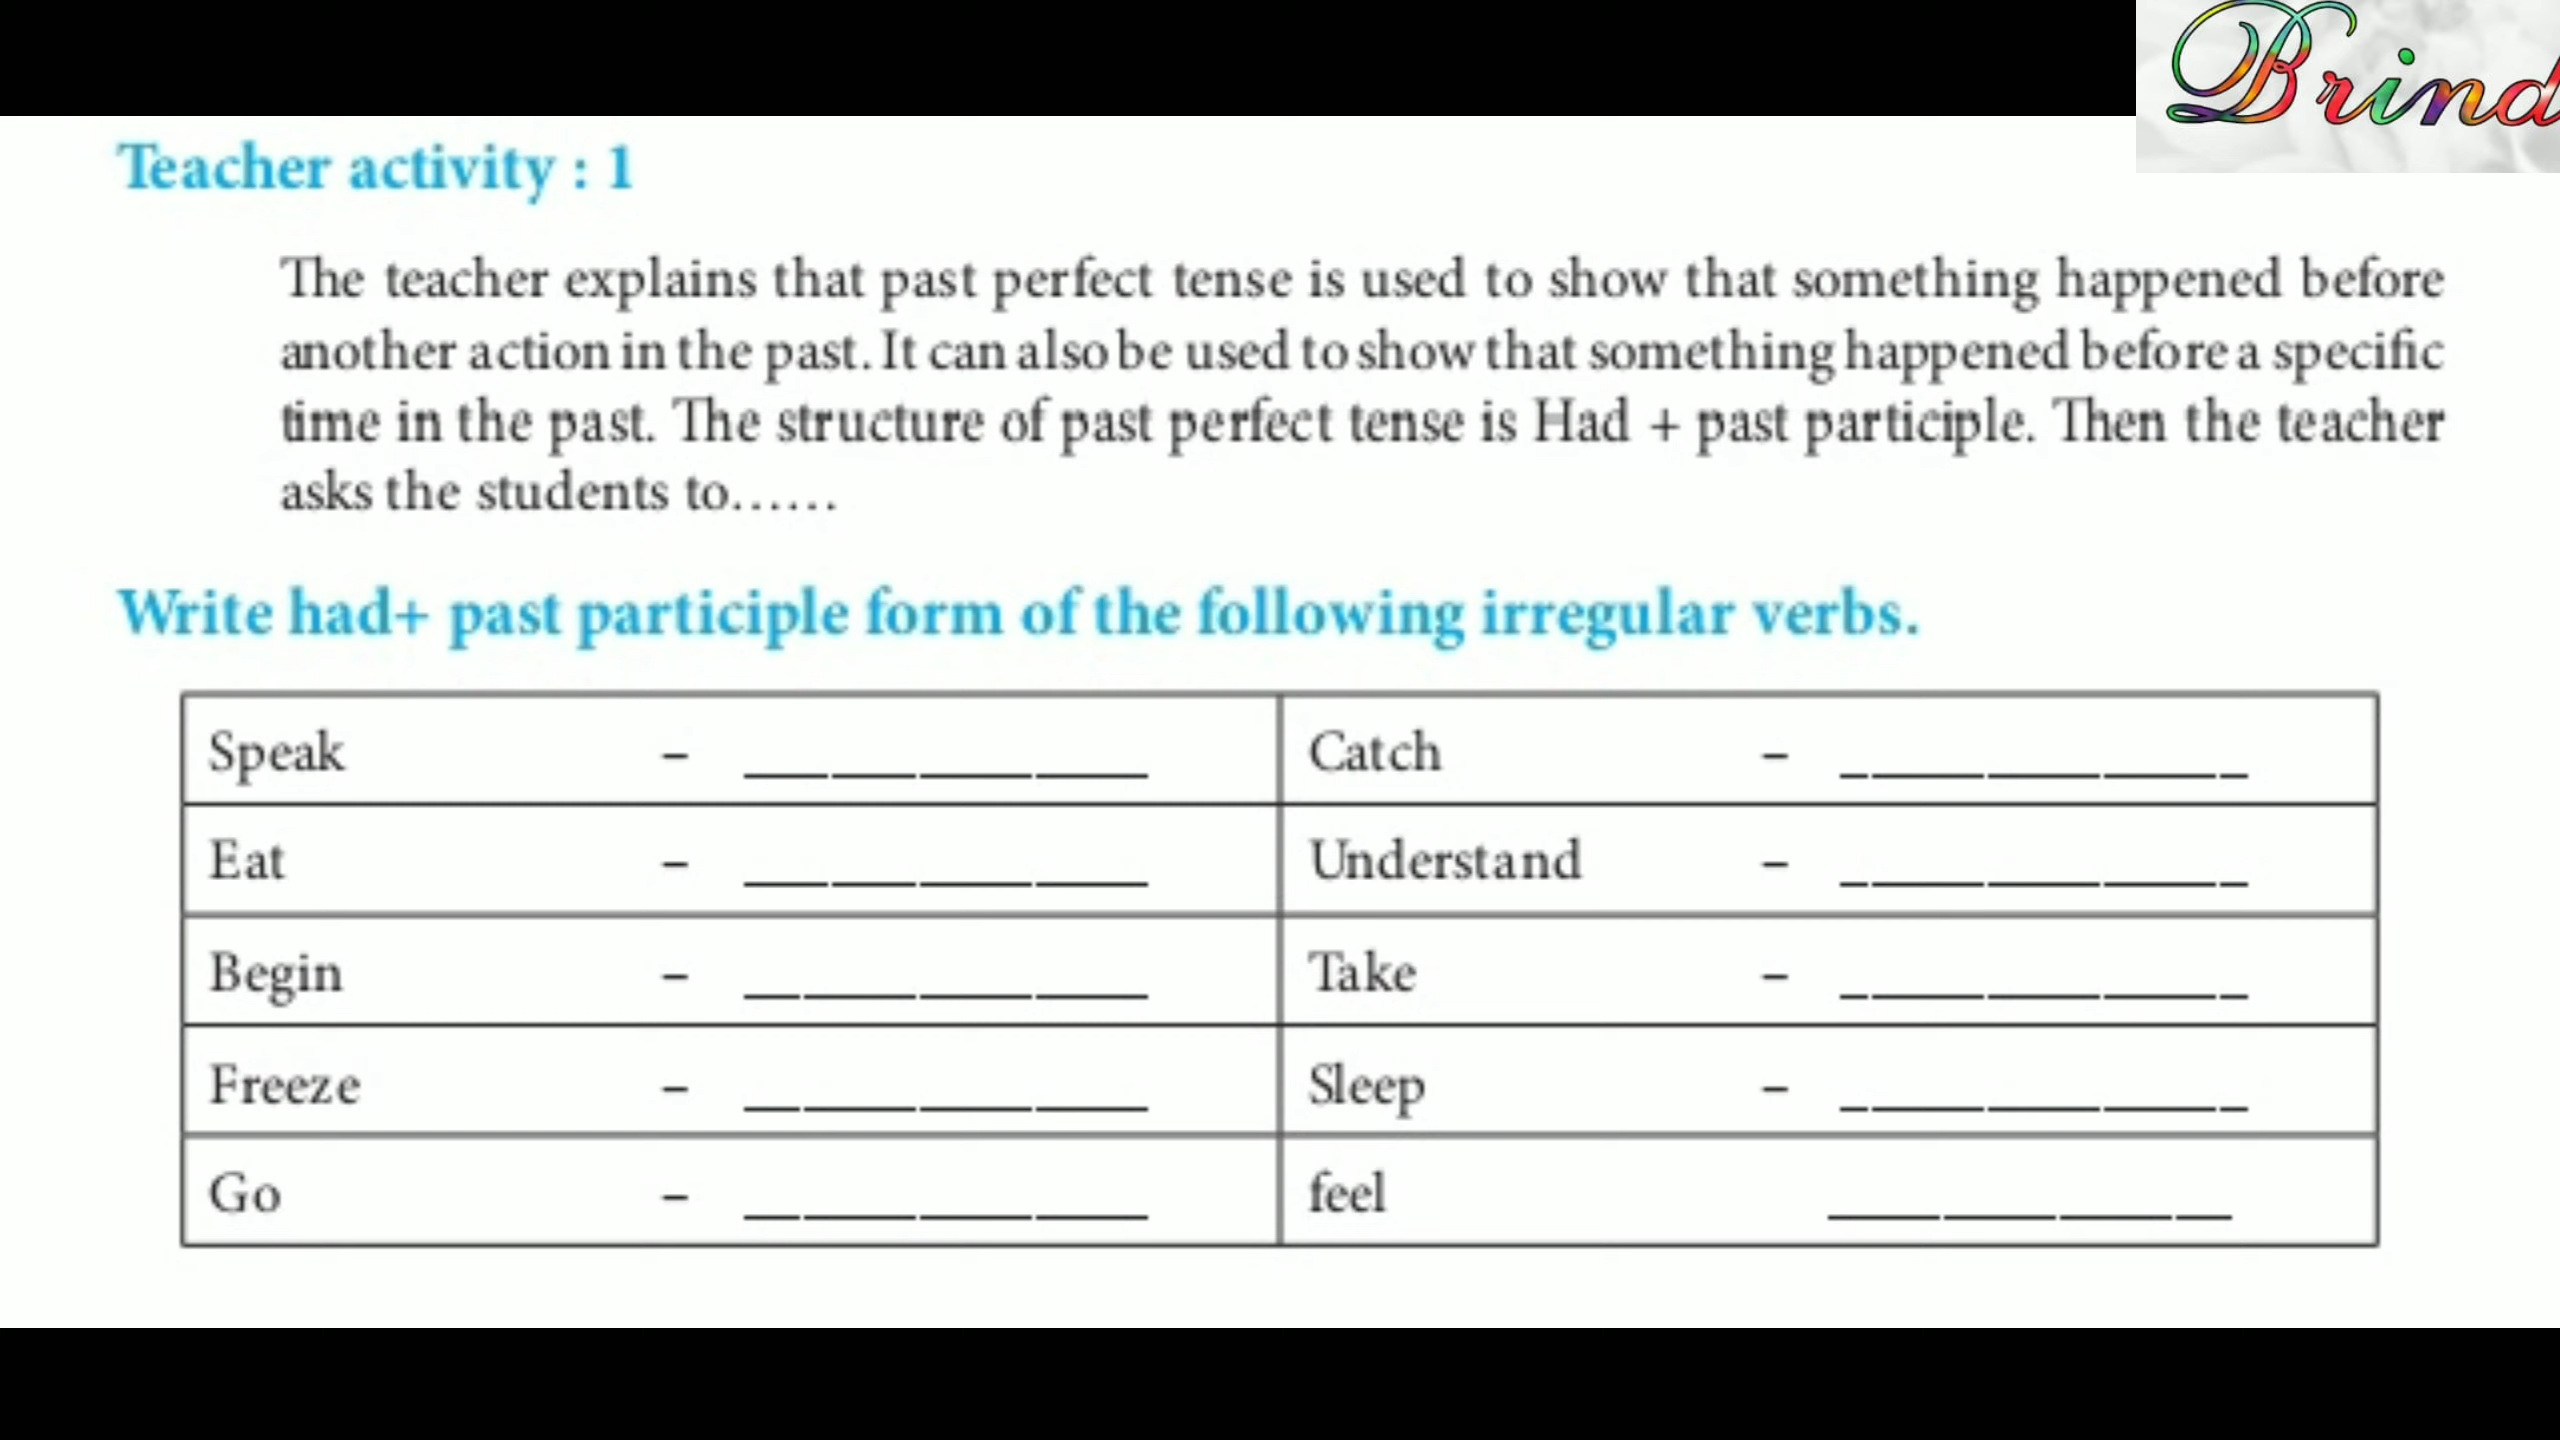 Brind
Teacher activity : 1
The teacher explains that past perfect tense is used to show that something happened before
another action in the past. It can also be used to show that something happened before a specific
time in the past. The structure of past perfect tense is Had + past participle. Then the teacher
asks the students to......
Write had+ past participle form of the following irregular verbs.
Speak – ____________ Catch – ____________
Eat – ____________ Understand – ____________
Begin – ____________ Take – ____________
Freeze – ____________ Sleep – ____________
Go – ____________ feel ____________